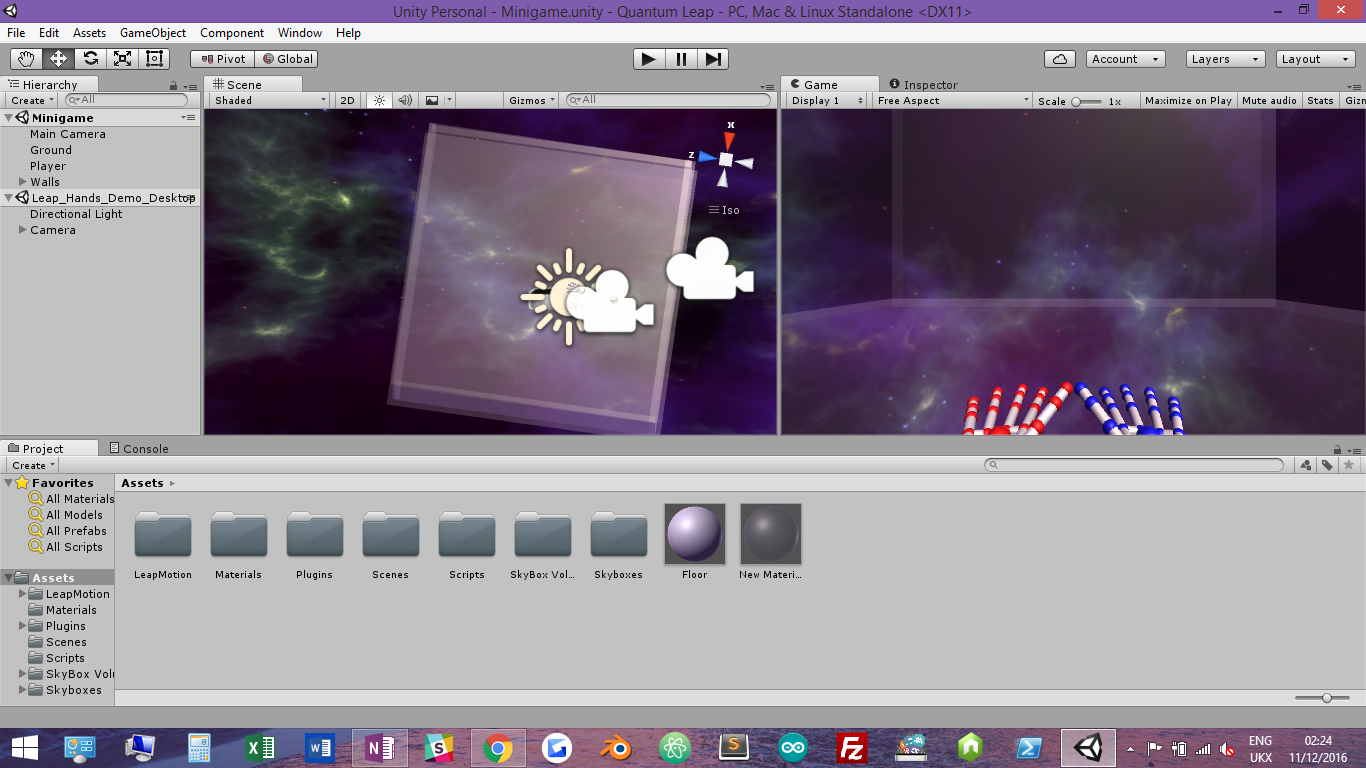 Unity Personal - Minigame.unity - Quantum Leap - PC, Mac & Linux Standalone <DX11>
File Edit Assets GameObject Component Window Help
Pivot Global Account Layers Layout
Hierarchy
Create All
Minigame
Main Camera
Ground
Player
Walls
Leap_Hands_Demo_Desktop
Directional Light
Camera
Scene
Shaded 2D Gizmos All
x
z
Iso
Game Inspector
Display 1 Free Aspect Scale 1x Maximize on Play Mute audio Stats Gizn
Project Console
Create
Favorites
All Materials
All Models
All Prefabs
All Scripts
Assets
LeapMotion
Materials
Plugins
Scenes
Scripts
SkyBox Volu
Skyboxes
Assets
LeapMotion Materials Plugins Scenes Scripts SkyBox Vol... Skyboxes Floor New Materi...
X W N S S Fz
ENG 02:24
UKX 11/12/2016